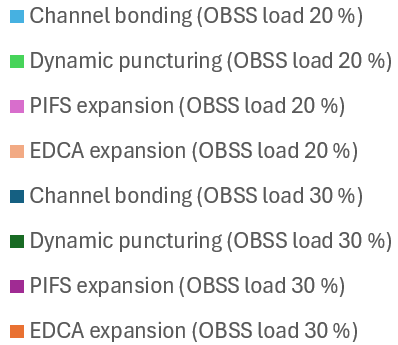 Channel bonding (OBSS load 20 %)
Dynamic puncturing (OBSS load 20 %)
PIFS expansion (OBSS load 20 %)
EDCA expansion (OBSS load 20 %)
Channel bonding (OBSS load 30 %)
Dynamic puncturing (OBSS load 30 %)
PIFS expansion (OBSS load 30 %)
EDCA expansion (OBSS load 30 %)